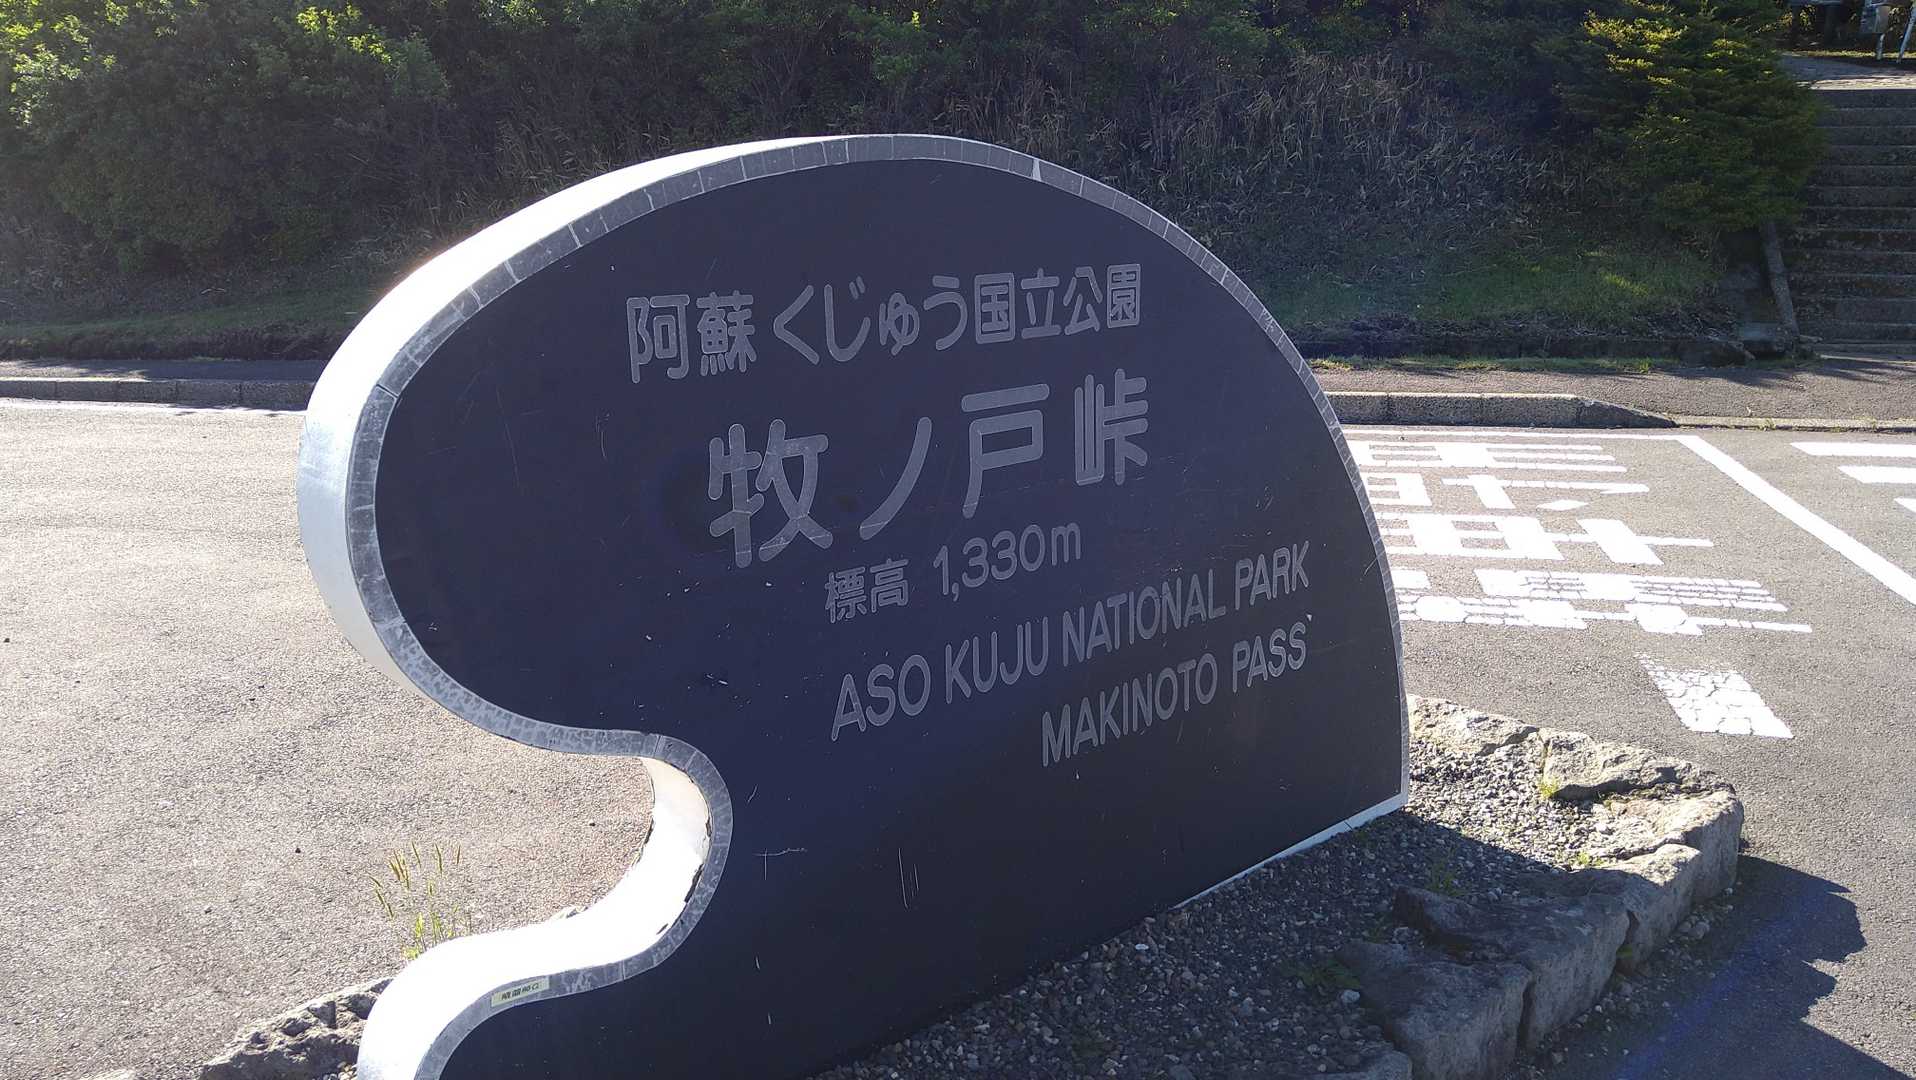 阿蘇くじゅう国立公園
牧ノ戸峠
標高 1,330m
ASO KUJU NATIONAL PARK
MAKINOTO PASS